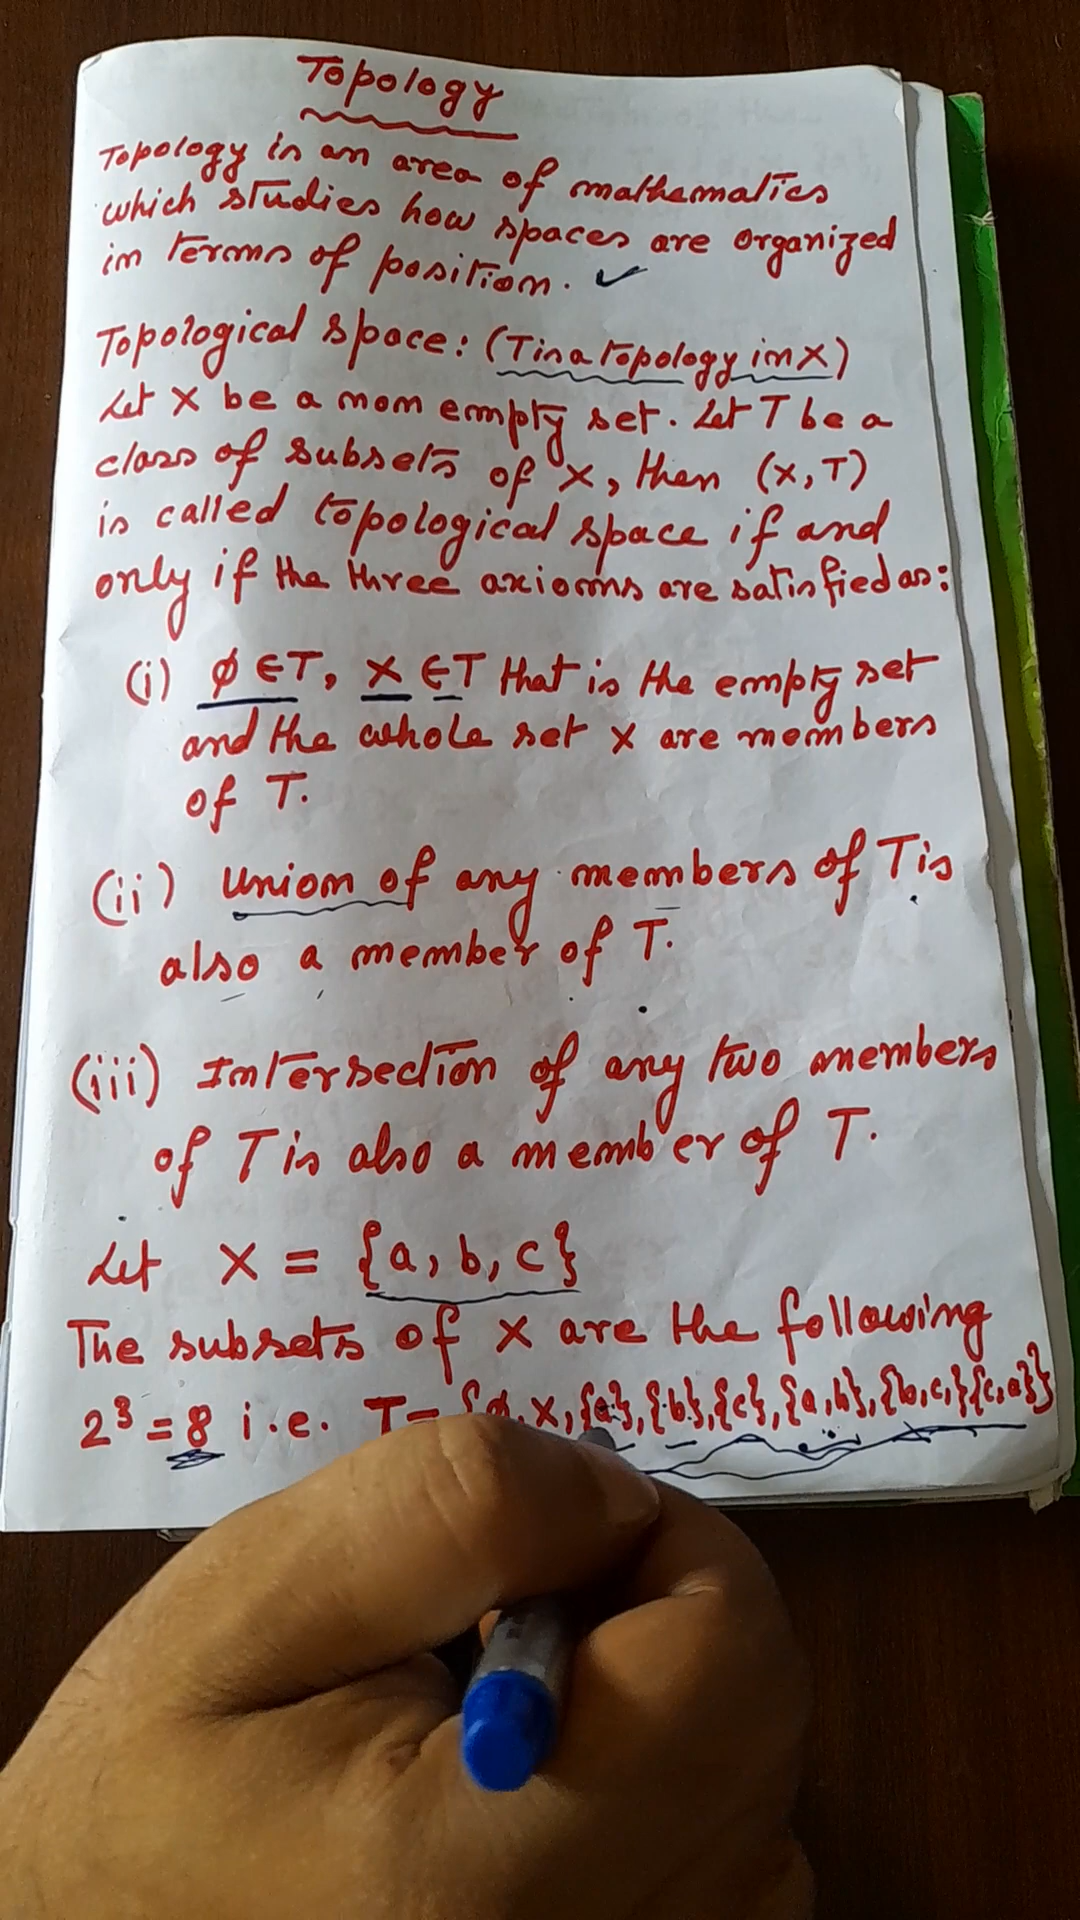 Topology
Topology is an area of mathematics
which studies how spaces are organized
in terms of position.
Topological space: (T is a topology in X)
Let X be a non empty set. Let T be a
class of subsets of X, then (X, T)
is called topological space if and
only if the three axioms are satisfied as:
(i) ϕ ∈ T, X ∈ T that is the empty set
and the whole set X are members
of T.
(ii) Union of any members of T is
also a member of T.
(iii) Intersection of any two members
of T is also a member of T.
Let X = {a, b, c}
The subsets of X are the following
2³ = 8 i.e. T = {ϕ, X, {a}, {b}, {c}, {a, b}, {b, c,} {c, a}}